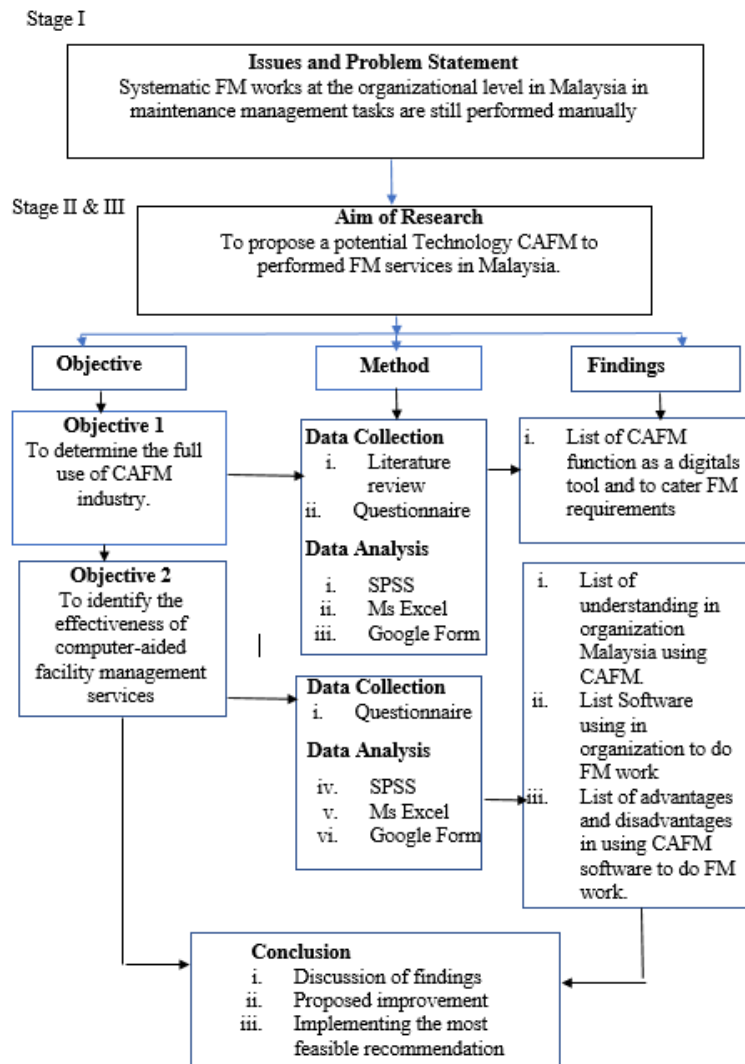 Stage I
Issues and Problem Statement
Systematic FM works at the organizational level in Malaysia in
maintenance management tasks are still performed manually
Stage II & III
Aim of Research
To propose a potential Technology CAFM to
performed FM services in Malaysia.
Objective
Method
Findings
Objective 1
To determine the full
use of CAFM
industry.
Data Collection
i. Literature
review
ii. Questionnaire
Data Analysis
i. SPSS
ii. Ms Excel
iii. Google Form
i. List of CAFM
function as a digitals
tool and to cater FM
requirements
Objective 2
To identify the
effectiveness of
computer-aided
facility management
services
Data Collection
i. Questionnaire
Data Analysis
iv. SPSS
v. Ms Excel
vi. Google Form
i. List of
understanding in
organization
Malaysia using
CAFM.
ii. List Software
using in
organization to do
FM work
iii. List of advantages
and disadvantages
in using CAFM
software to do FM
work.
Conclusion
i. Discussion of findings
ii. Proposed improvement
iii. Implementing the most
feasible recommendation